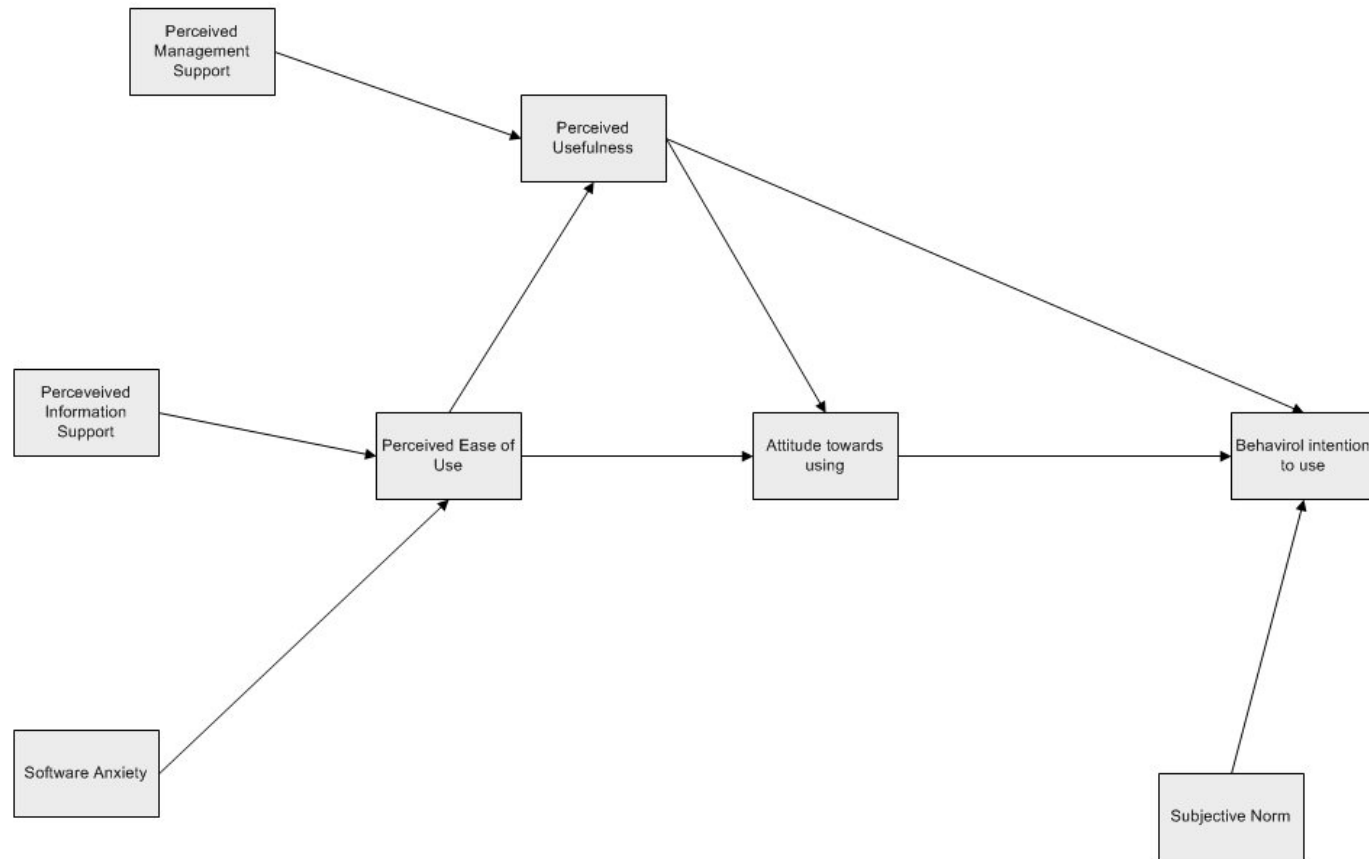 Perceived
Management
Support
Perceived
Usefulness
Perceveived
Information
Support
Perceived Ease of
Use
Attitude towards
using
Behavirol intention
to use
Software Anxiety
Subjective Norm